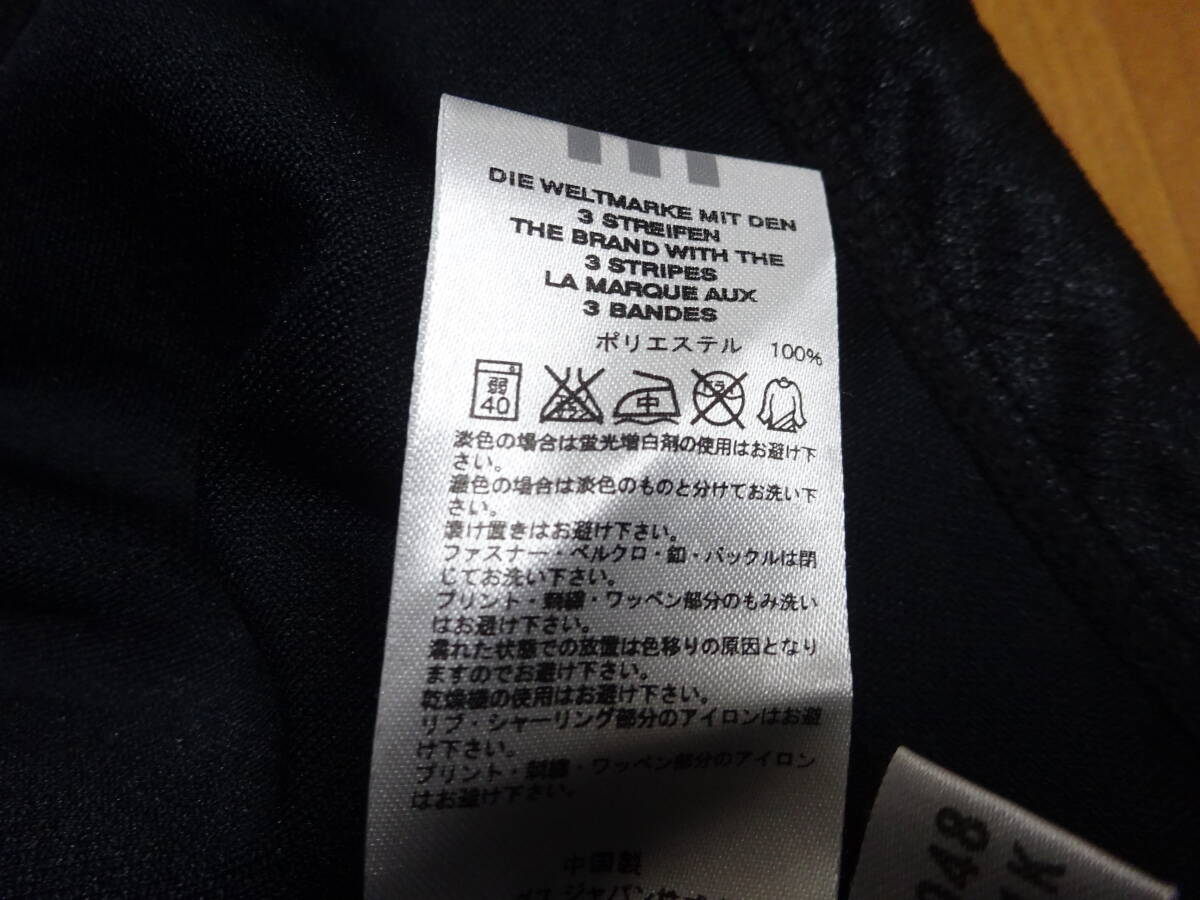 DIE WELTMARKE MIT DEN
3 STREIFEN
THE BRAND WITH THE
3 STRIPES
LA MARQUE AUX
3 BANDES
ポリエステル 100%
弱
40
中
ドライ
淡色の場合は蛍光増白剤の使用はお避け下
さい。
濃色の場合は淡色のものと分けてお洗い下
さい。
漬け置きはお避け下さい。
ファスナー・ベルクロ・釦・バックルは閉
じてお洗い下さい。
プリント・刺繍・ワッペン部分のもみ洗い
はお避け下さい。
濡れた状態での放置は色移りの原因となり
ますのでお避け下さい。
乾燥機の使用はお避け下さい。
リブ・シャーリング部分のアイロンはお避
け下さい。
プリント・刺繍・ワッペン部分のアイロン
はお避け下さい。
中国製
ジャパン
948
1K